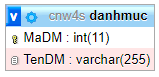 v cnw4s danhmuc
MaDM : int(11)
TenDM : varchar(255)